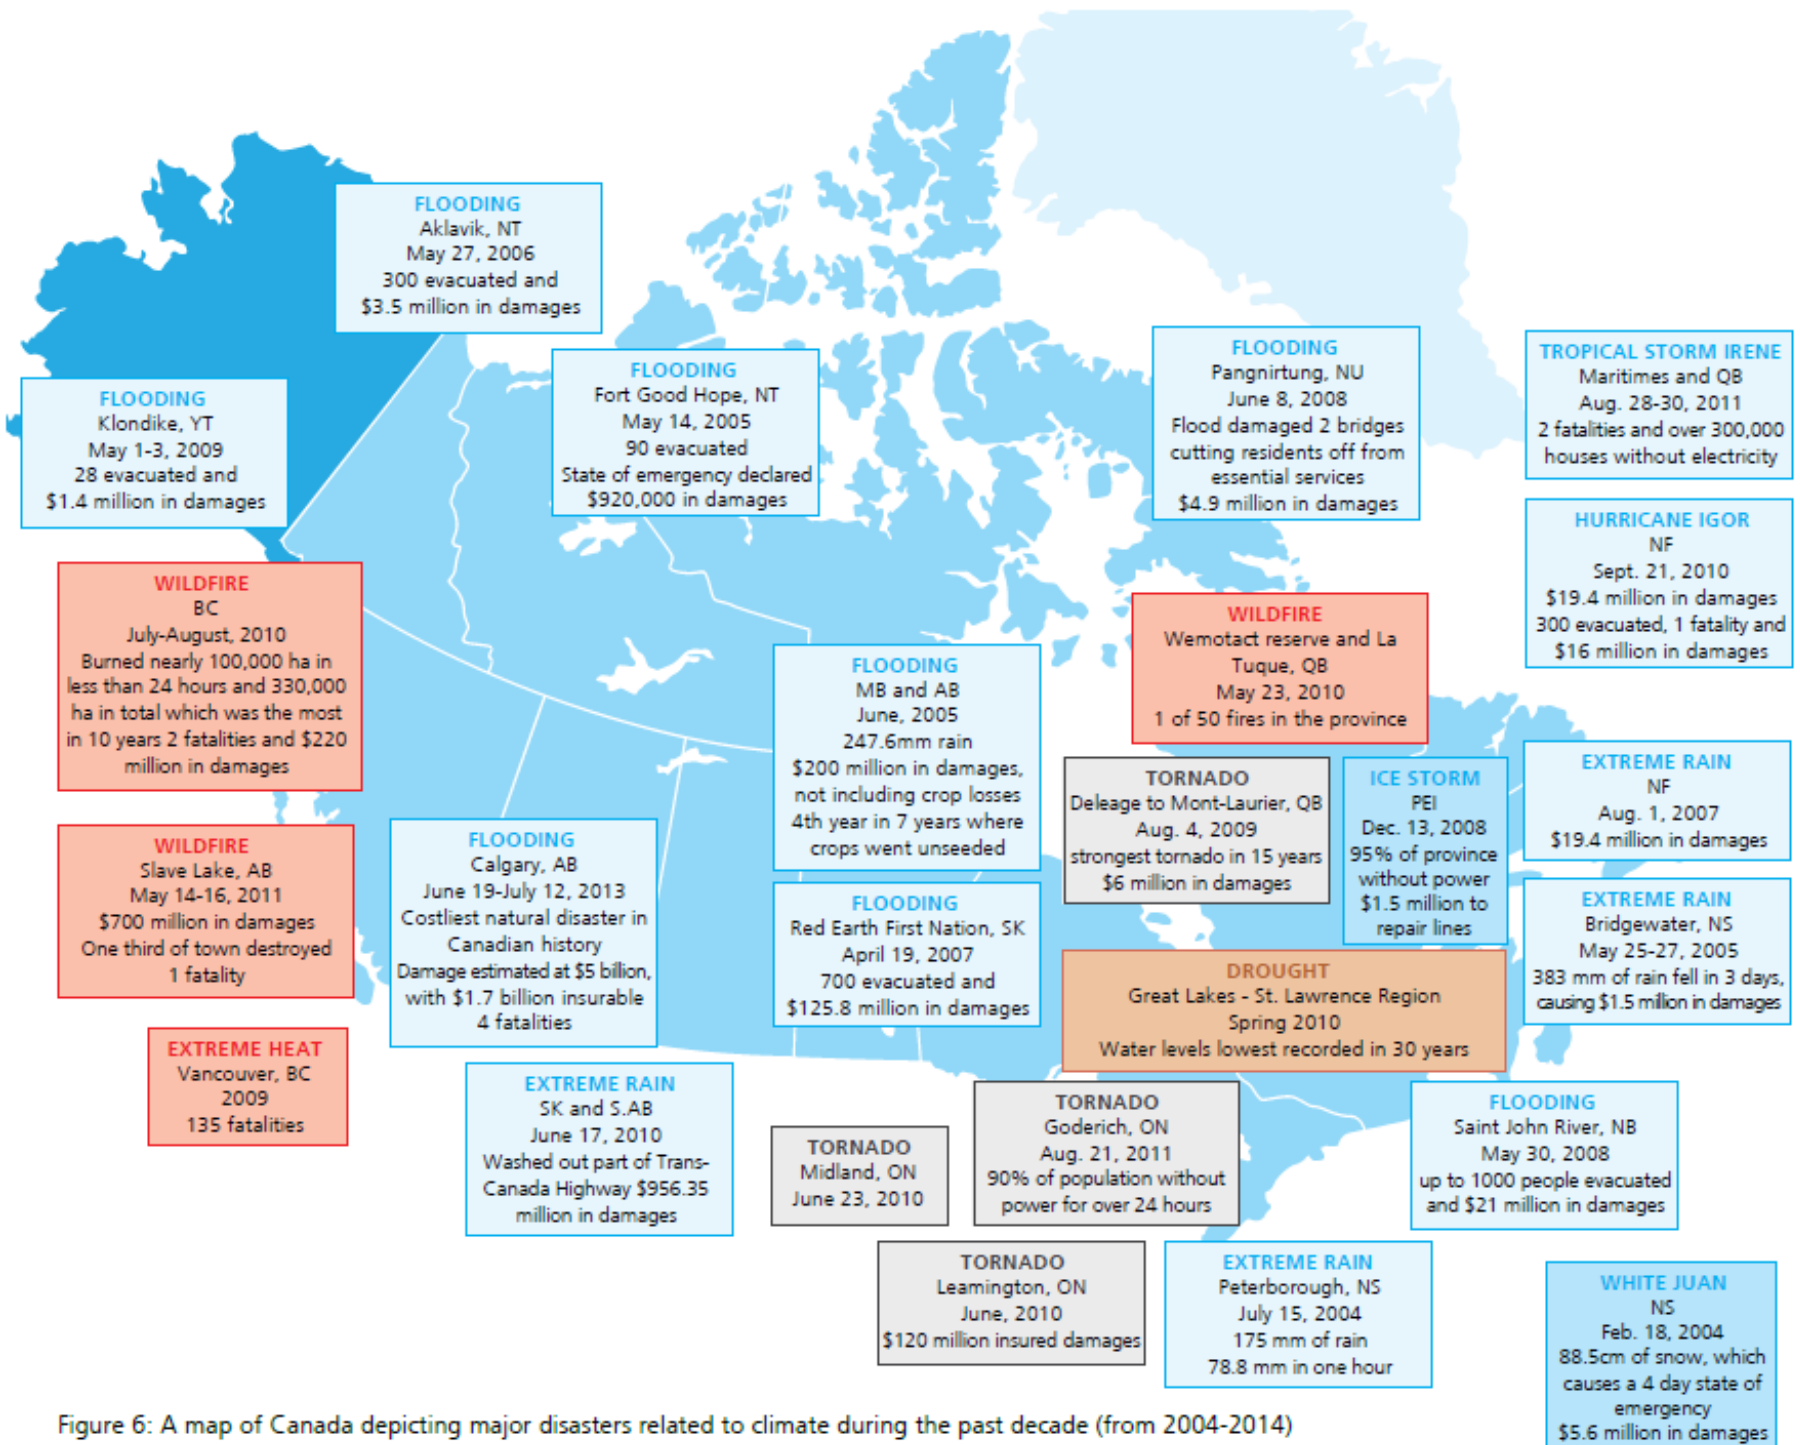 FLOODING
Aklavik, NT
May 27, 2006
300 evacuated and
$3.5 million in damages
FLOODING
Klondike, YT
May 1-3, 2009
28 evacuated and
$1.4 million in damages
FLOODING
Fort Good Hope, NT
May 14, 2005
90 evacuated
State of emergency declared
$920,000 in damages
FLOODING
Pangnirtung, NU
June 8, 2008
Flood damaged 2 bridges
cutting residents off from
essential services
$4.9 million in damages
TROPICAL STORM IRENE
Maritimes and QB
Aug. 28-30, 2011
2 fatalities and over 300,000
houses without electricity
HURRICANE IGOR
NF
Sept. 21, 2010
$19.4 million in damages
300 evacuated, 1 fatality and
$16 million in damages
WILDFIRE
BC
July-August, 2010
Burned nearly 100,000 ha in
less than 24 hours and 330,000
ha in total which was the most
in 10 years 2 fatalities and $220
million in damages
FLOODING
MB and AB
June, 2005
247.6mm rain
$200 million in damages,
not including crop losses
4th year in 7 years where
crops went unseeded
WILDFIRE
Wemotact reserve and La
Tuque, QB
May 23, 2010
1 of 50 fires in the province
TORNADO
Deleage to Mont-Laurier, QB
Aug. 4, 2009
strongest tornado in 15 years
$6 million in damages
ICE STORM
PEI
Dec. 13, 2008
95% of province
without power
$1.5 million to
repair lines
EXTREME RAIN
NF
Aug. 1, 2007
$19.4 million in damages
WILDFIRE
Slave Lake, AB
May 14-16, 2011
$700 million in damages
One third of town destroyed
1 fatality
FLOODING
Calgary, AB
June 19-July 12, 2013
Costliest natural disaster in
Canadian history
Damage estimated at $5 billion,
with $1.7 billion insurable
4 fatalities
FLOODING
Red Earth First Nation, SK
April 19, 2007
700 evacuated and
$125.8 million in damages
EXTREME RAIN
Bridgewater, NS
May 25-27, 2005
383 mm of rain fell in 3 days,
causing $1.5 million in damages
DROUGHT
Great Lakes - St. Lawrence Region
Spring 2010
Water levels lowest recorded in 30 years
EXTREME HEAT
Vancouver, BC
2009
135 fatalities
EXTREME RAIN
SK and S.AB
June 17, 2010
Washed out part of Trans-
Canada Highway $956.35
million in damages
TORNADO
Midland, ON
June 23, 2010
TORNADO
Goderich, ON
Aug. 21, 2011
90% of population without
power for over 24 hours
FLOODING
Saint John River, NB
May 30, 2008
up to 1000 people evacuated
and $21 million in damages
TORNADO
Leamington, ON
June, 2010
$120 million insured damages
EXTREME RAIN
Peterborough, NS
July 15, 2004
175 mm of rain
78.8 mm in one hour
WHITE JUAN
NS
Feb. 18, 2004
88.5cm of snow, which
causes a 4 day state of
emergency
$5.6 million in damages
Figure 6: A map of Canada depicting major disasters related to climate during the past decade (from 2004-2014)